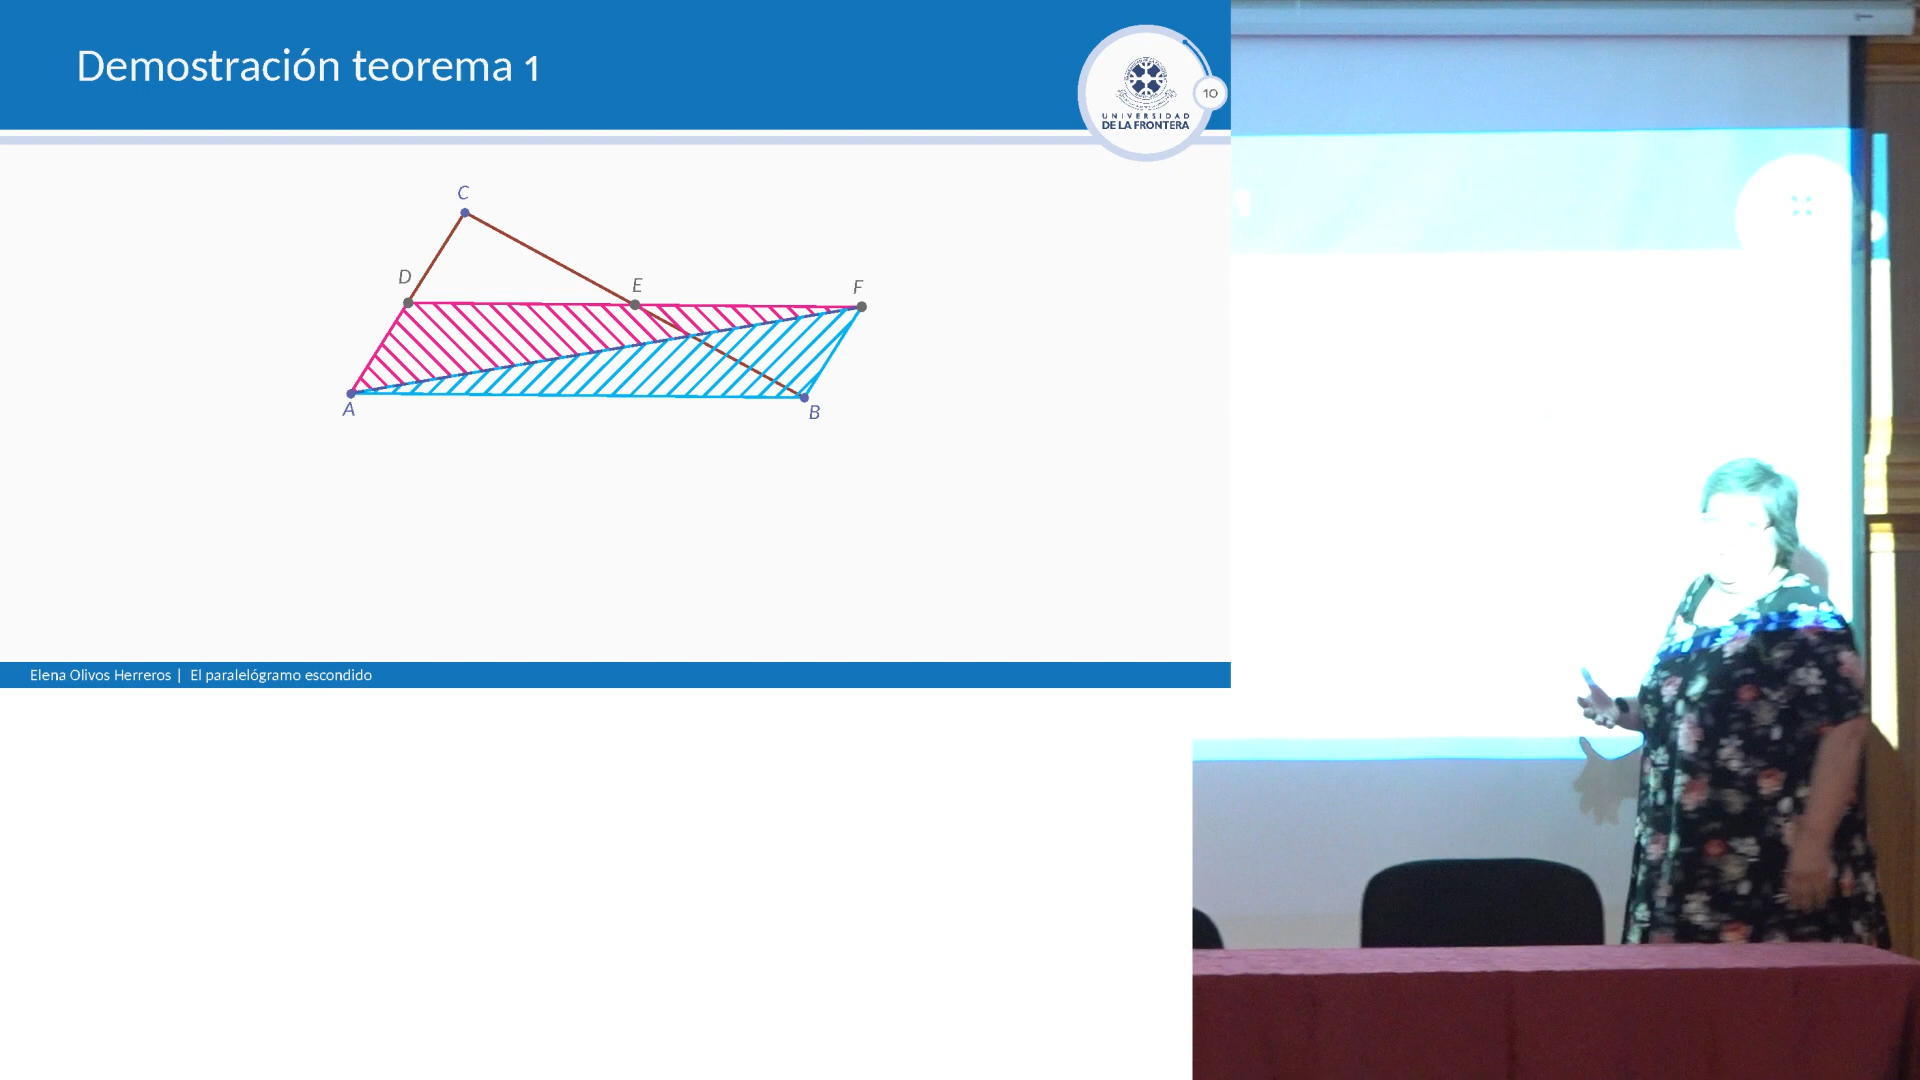 Demostración teorema 1
10
UNIVERSIDAD
DE LA FRONTERA
C
D
E
F
A
B
Elena Olivos Herreros | El paralelógramo escondido